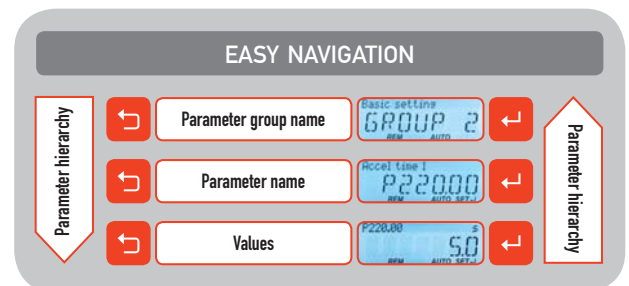 EASY NAVIGATION
Parameter hierarchy
Parameter group name
Basic setting
GROUP 2
REM AUTO
Parameter name
Accel time 1
P220.00
REM AUTO SET↵
Values
P220.00 s
5.0
REM AUTO SET↵
Parameter hierarchy